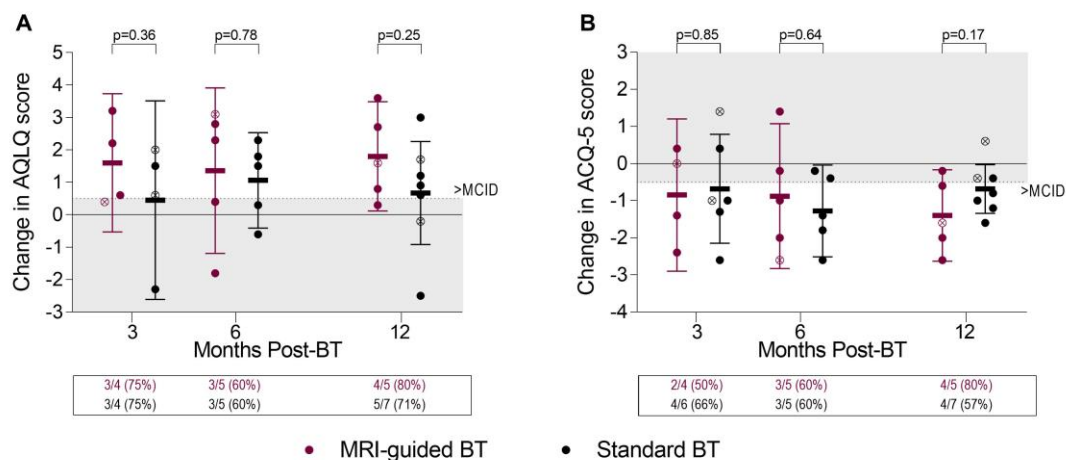 A
p=0.36
p=0.78
p=0.25
Change in AQLQ score
5
4
3
2
1
0
1
-2
-3
>MCID
3
6
12
Months Post-BT
3/4 (75%)
3/5 (60%)
4/5 (80%)
3/4 (75%)
3/5 (60%)
5/7 (71%)
B
p=0.85
p=0.64
p=0.17
Change in ACQ-5 score
3
2
1
0
-1
-2
-3
-4
>MCID
3
6
12
Months Post-BT
2/4 (50%)
3/5 (60%)
4/5 (80%)
4/6 (66%)
3/5 (60%)
4/7 (57%)
MRI-guided BT
Standard BT